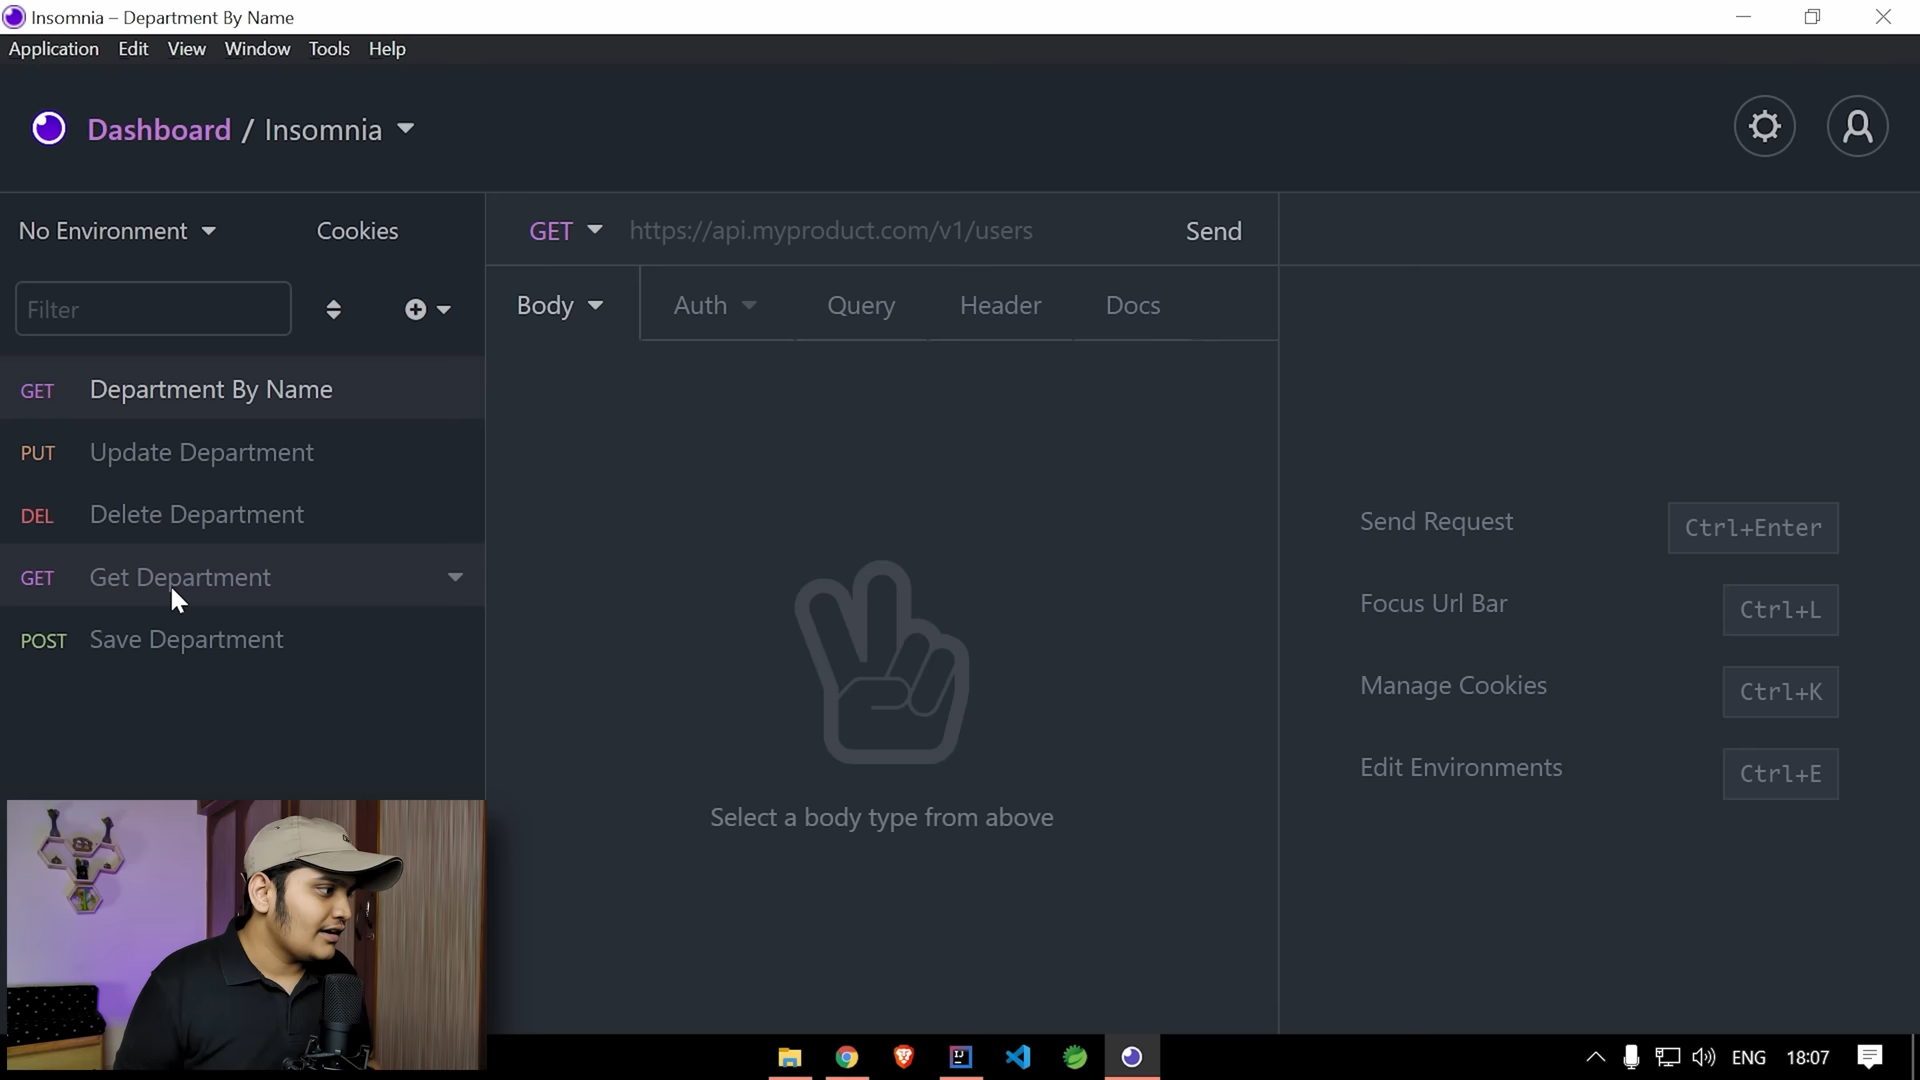 Insomnia – Department By Name
Application Edit View Window Tools Help
Dashboard / Insomnia
No Environment Cookies
GET https://api.myproduct.com/v1/users Send
Filter
Body Auth Query Header Docs
GET Department By Name
PUT Update Department
DEL Delete Department
GET Get Department
POST Save Department
Select a body type from above
Send Request Ctrl+Enter
Focus Url Bar Ctrl+L
Manage Cookies Ctrl+K
Edit Environments Ctrl+E
ENG 18:07